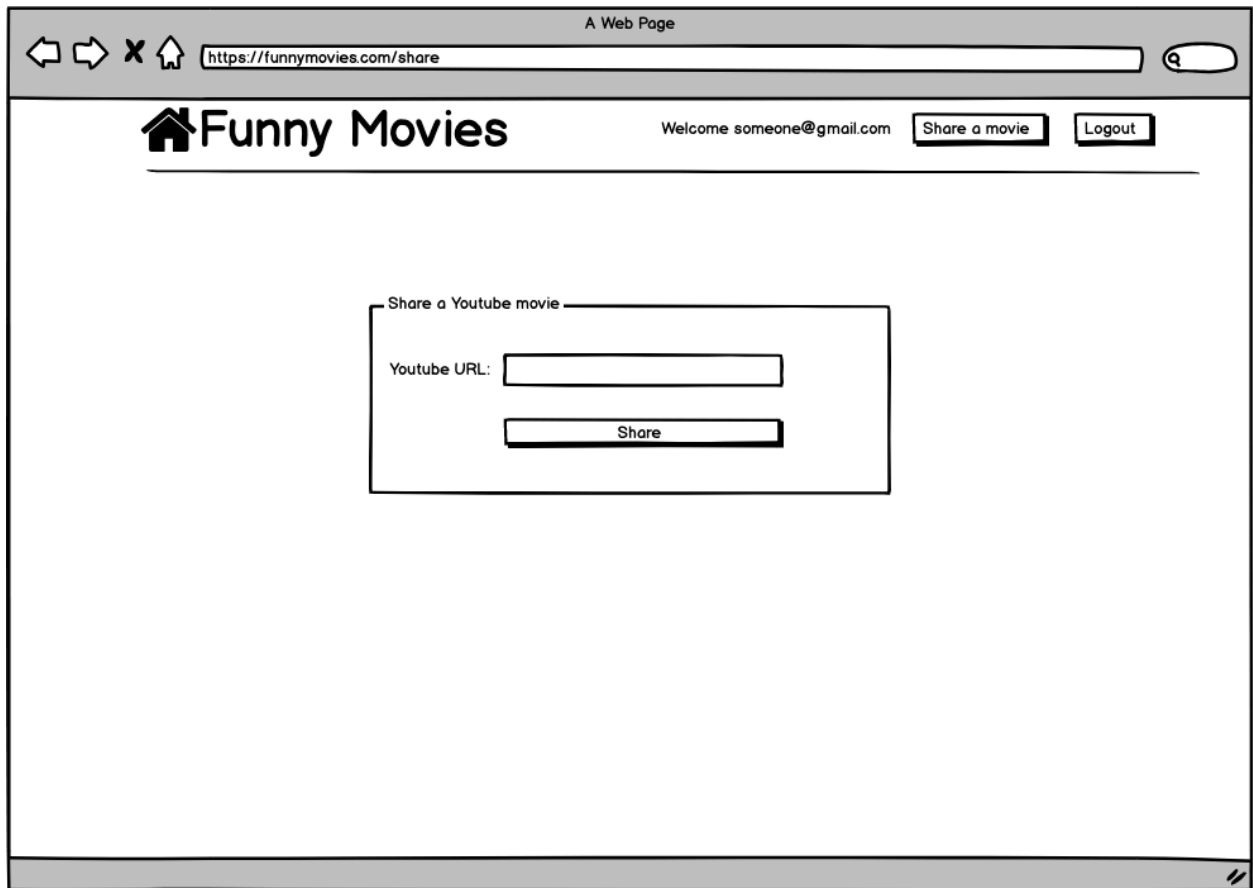 A Web Page
https://funnymovies.com/share
Funny Movies
Welcome someone@gmail.com
Share a movie
Logout
Share a Youtube movie
Youtube URL:
Share